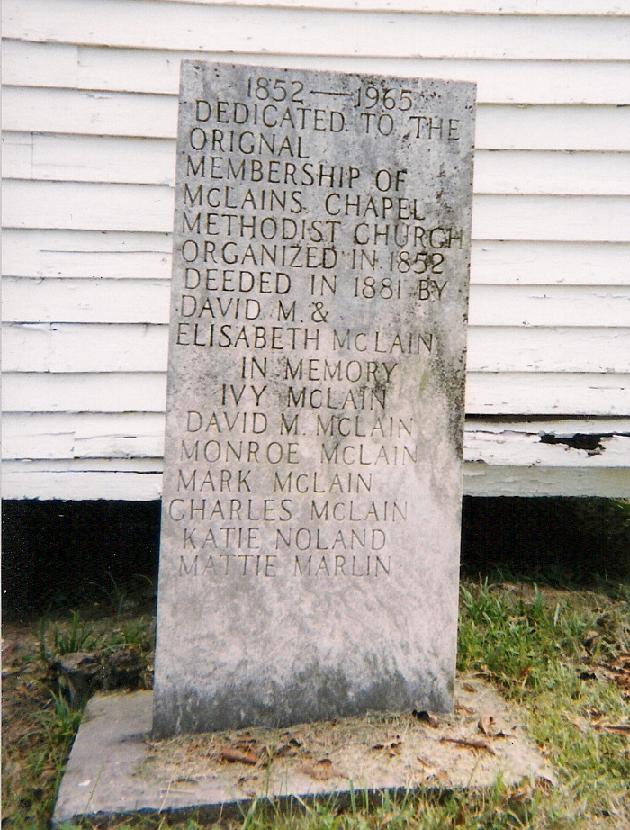 1852—1965
DEDICATED TO THE
ORIGNAL
MEMBERSHIP OF
McLAINS CHAPEL
METHODIST CHURCH
ORGANIZED IN 1852
DEEDED IN 1881 BY
DAVID M. &
ELISABETH McLAIN
IN MEMORY
IVY McLAIN
DAVID M. McLAIN
MONROE McLAIN
MARK McLAIN
CHARLES McLAIN
KATIE NOLAND
MATTIE MARLIN